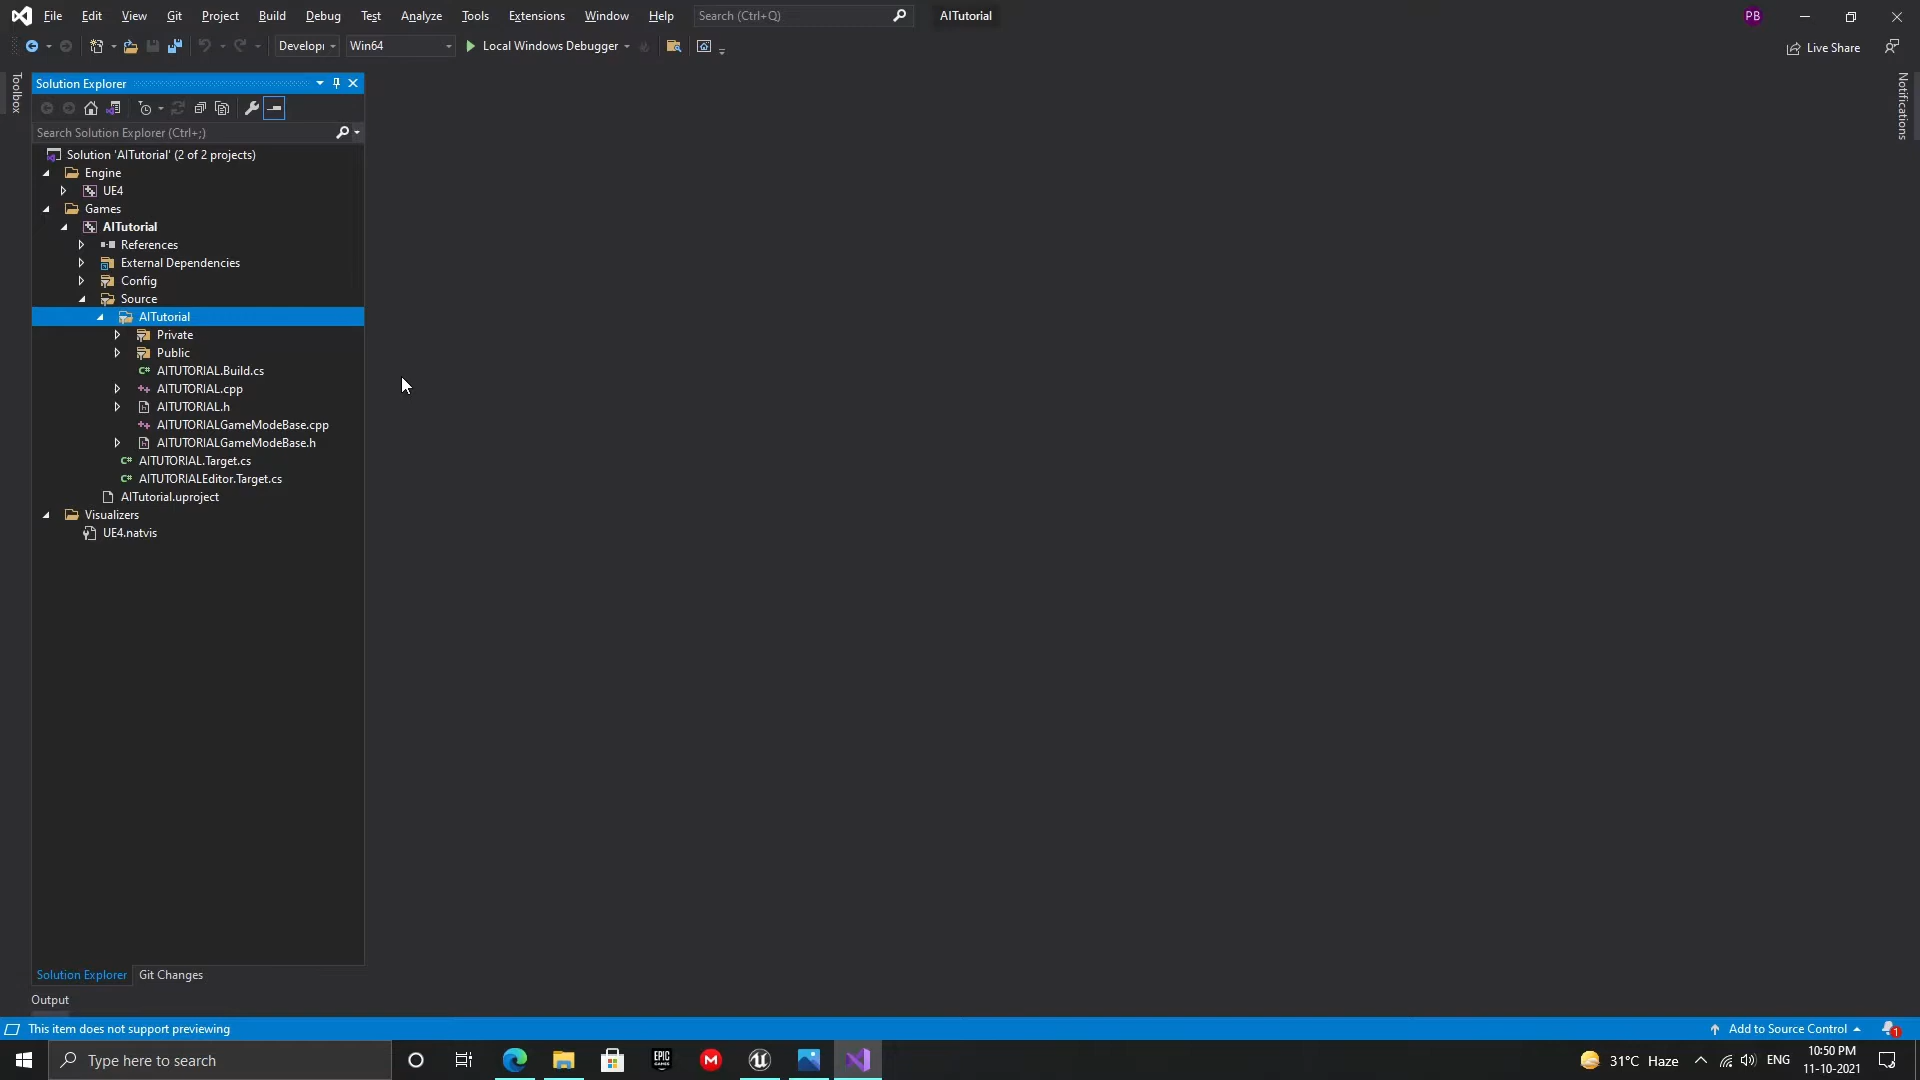 File Edit View Git Project Build Debug Test Analyze Tools Extensions Window Help Search (Ctrl+Q) AITutorial PB
Win64 Local Windows Debugger Live Share
Toolbox
Solution Explorer
Notifications
Search Solution Explorer (Ctrl+;)
Solution 'AITutorial' (2 of 2 projects)
Engine
UE4
Games
AITutorial
References
External Dependencies
Config
Source
AITutorial
Private
Public
C# AITUTORIAL.Build.cs
AITUTORIAL.cpp
AITUTORIAL.h
AITUTORIALGameModeBase.cpp
AITUTORIALGameModeBase.h
C# AITUTORIAL.Target.cs
C# AITUTORIALEditor.Target.cs
AITutorial.uproject
Visualizers
UE4.natvis
Solution Explorer Git Changes
Output
This item does not support previewing Add to Source Control 1
Type here to search EPIC GAMES M 31°C Haze ENG 10:50 PM
11-10-2021